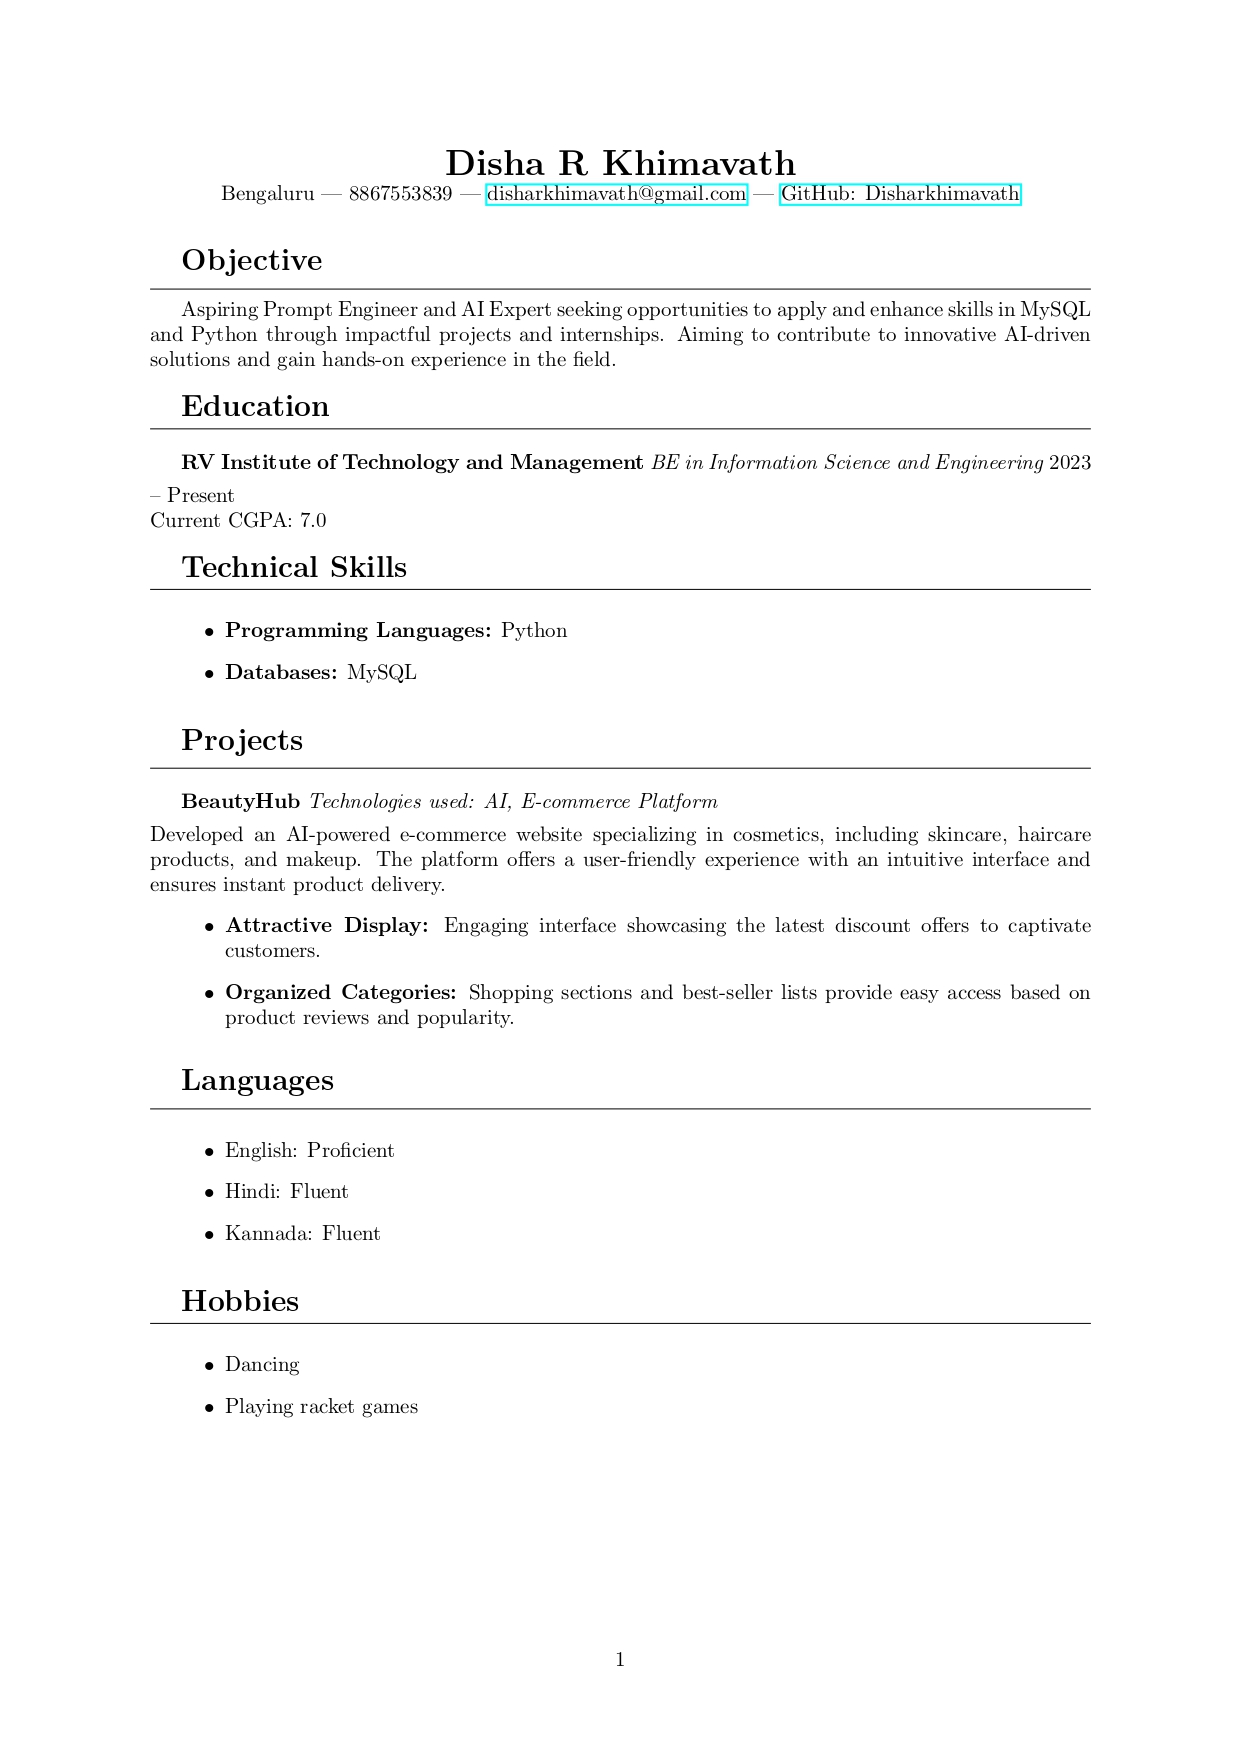 Disha R Khimavath
Bengaluru — 8867553839 — disharkhimavath@gmail.com — GitHub: Disharkhimavath
Objective
Aspiring Prompt Engineer and AI Expert seeking opportunities to apply and enhance skills in MySQL
and Python through impactful projects and internships. Aiming to contribute to innovative AI-driven
solutions and gain hands-on experience in the field.
Education
RV Institute of Technology and Management BE in Information Science and Engineering 2023
– Present
Current CGPA: 7.0
Technical Skills
• Programming Languages: Python
• Databases: MySQL
Projects
BeautyHub Technologies used: AI, E-commerce Platform
Developed an AI-powered e-commerce website specializing in cosmetics, including skincare, haircare
products, and makeup. The platform offers a user-friendly experience with an intuitive interface and
ensures instant product delivery.
• Attractive Display: Engaging interface showcasing the latest discount offers to captivate
customers.
• Organized Categories: Shopping sections and best-seller lists provide easy access based on
product reviews and popularity.
Languages
• English: Proficient
• Hindi: Fluent
• Kannada: Fluent
Hobbies
• Dancing
• Playing racket games
1